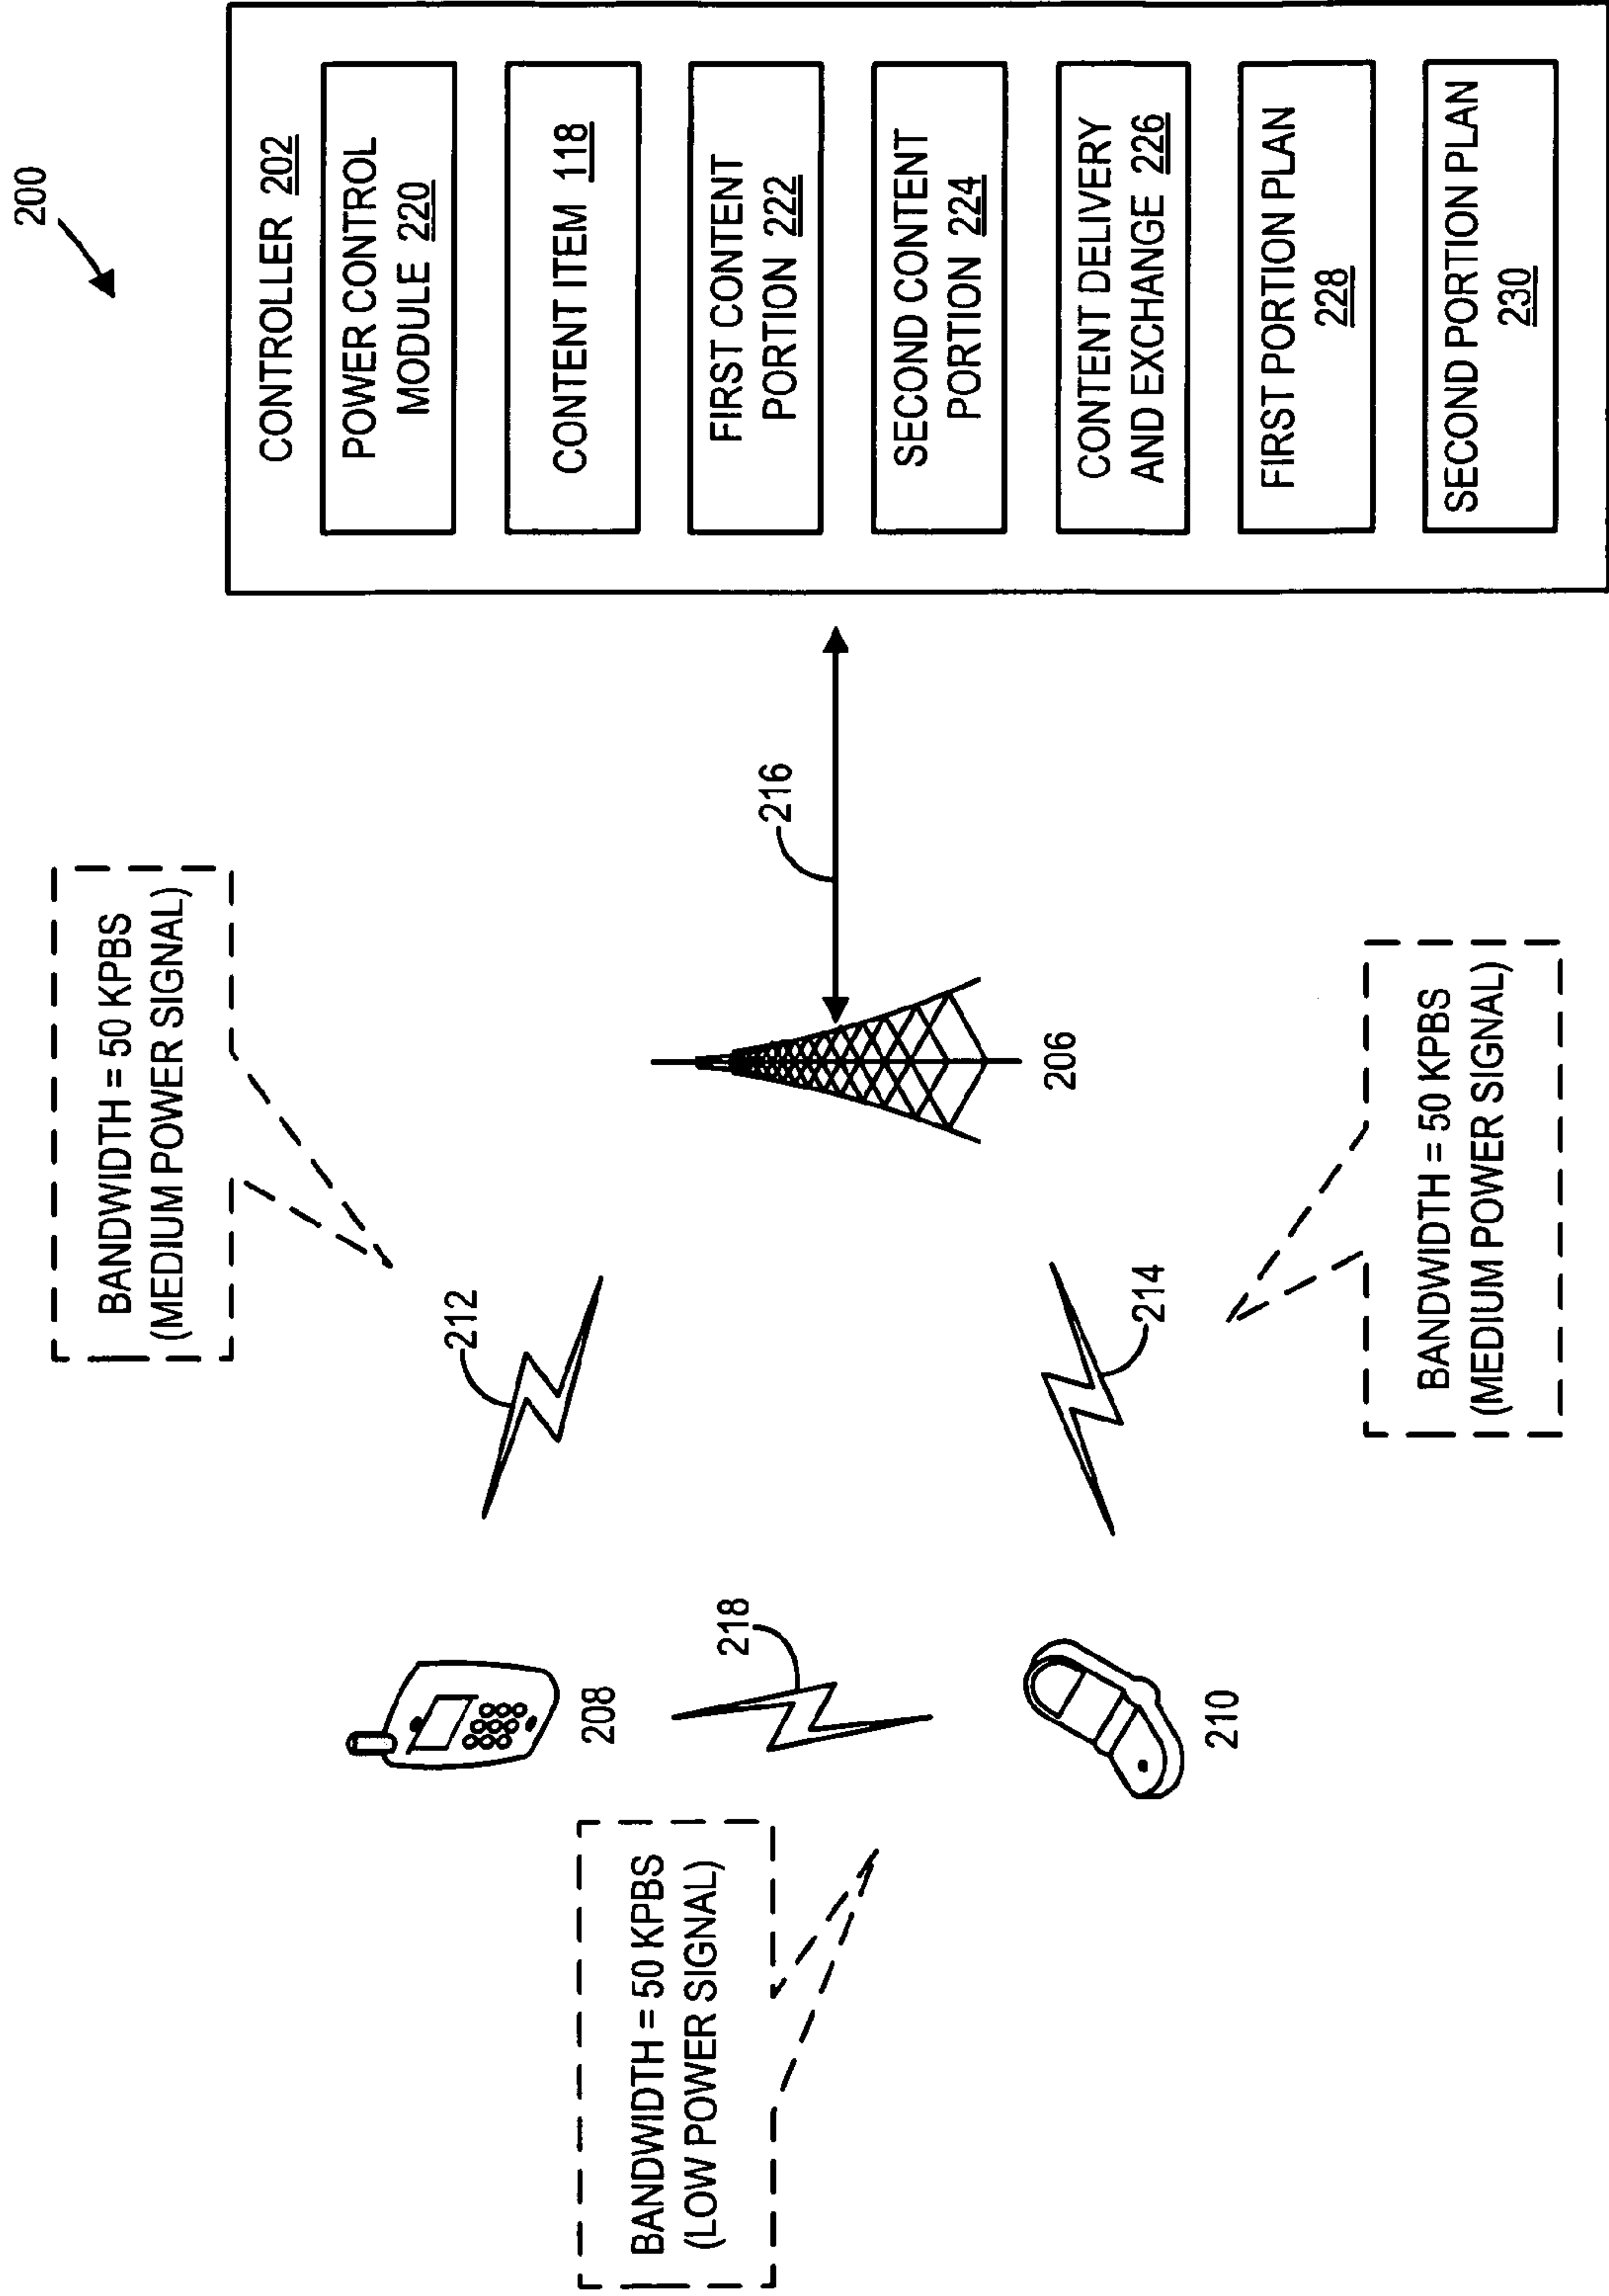 200
CONTROLLER 202
POWER CONTROL
MODULE 220
CONTENT ITEM 118
FIRST CONTENT
PORTION 222
SECOND CONTENT
PORTION 224
CONTENT DELIVERY
AND EXCHANGE 226
FIRST PORTION PLAN
228
SECOND PORTION PLAN
230
216
206
BANDWIDTH = 50 KPBS
(MEDIUM POWER SIGNAL)
212
214
BANDWIDTH = 50 KPBS
(MEDIUM POWER SIGNAL)
208
218
210
BANDWIDTH = 50 KPBS
(LOW POWER SIGNAL)